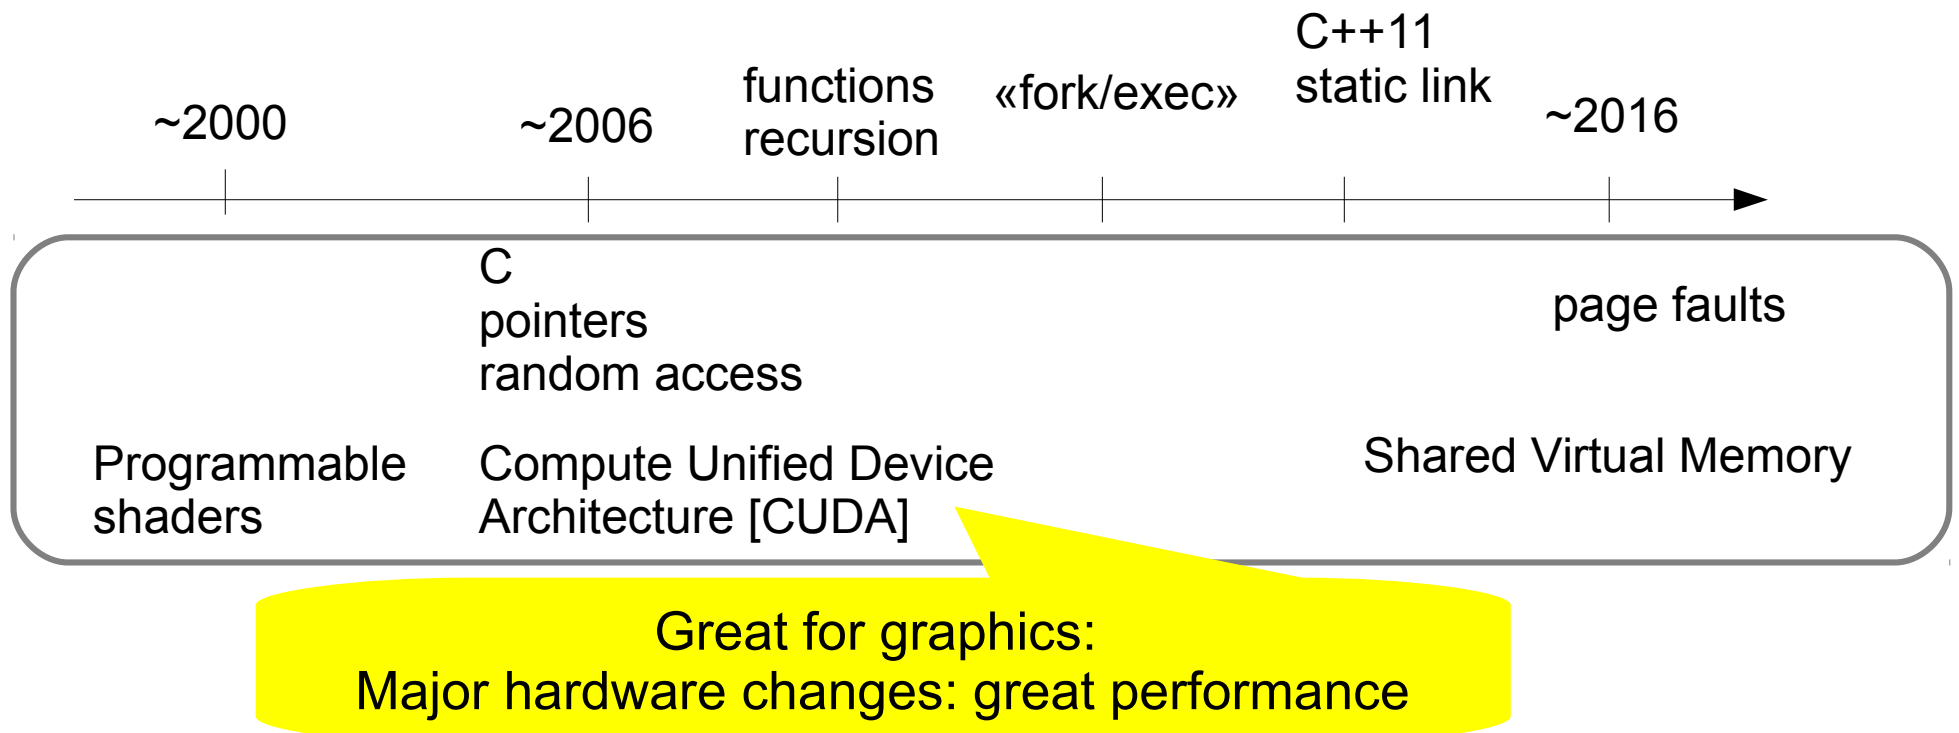 ~2000
~2006
functions
recursion
«fork/exec»
C++11
static link
~2016
C
pointers
random access
page faults
Programmable
shaders
Compute Unified Device
Architecture [CUDA]
Shared Virtual Memory
Great for graphics:
Major hardware changes: great performance